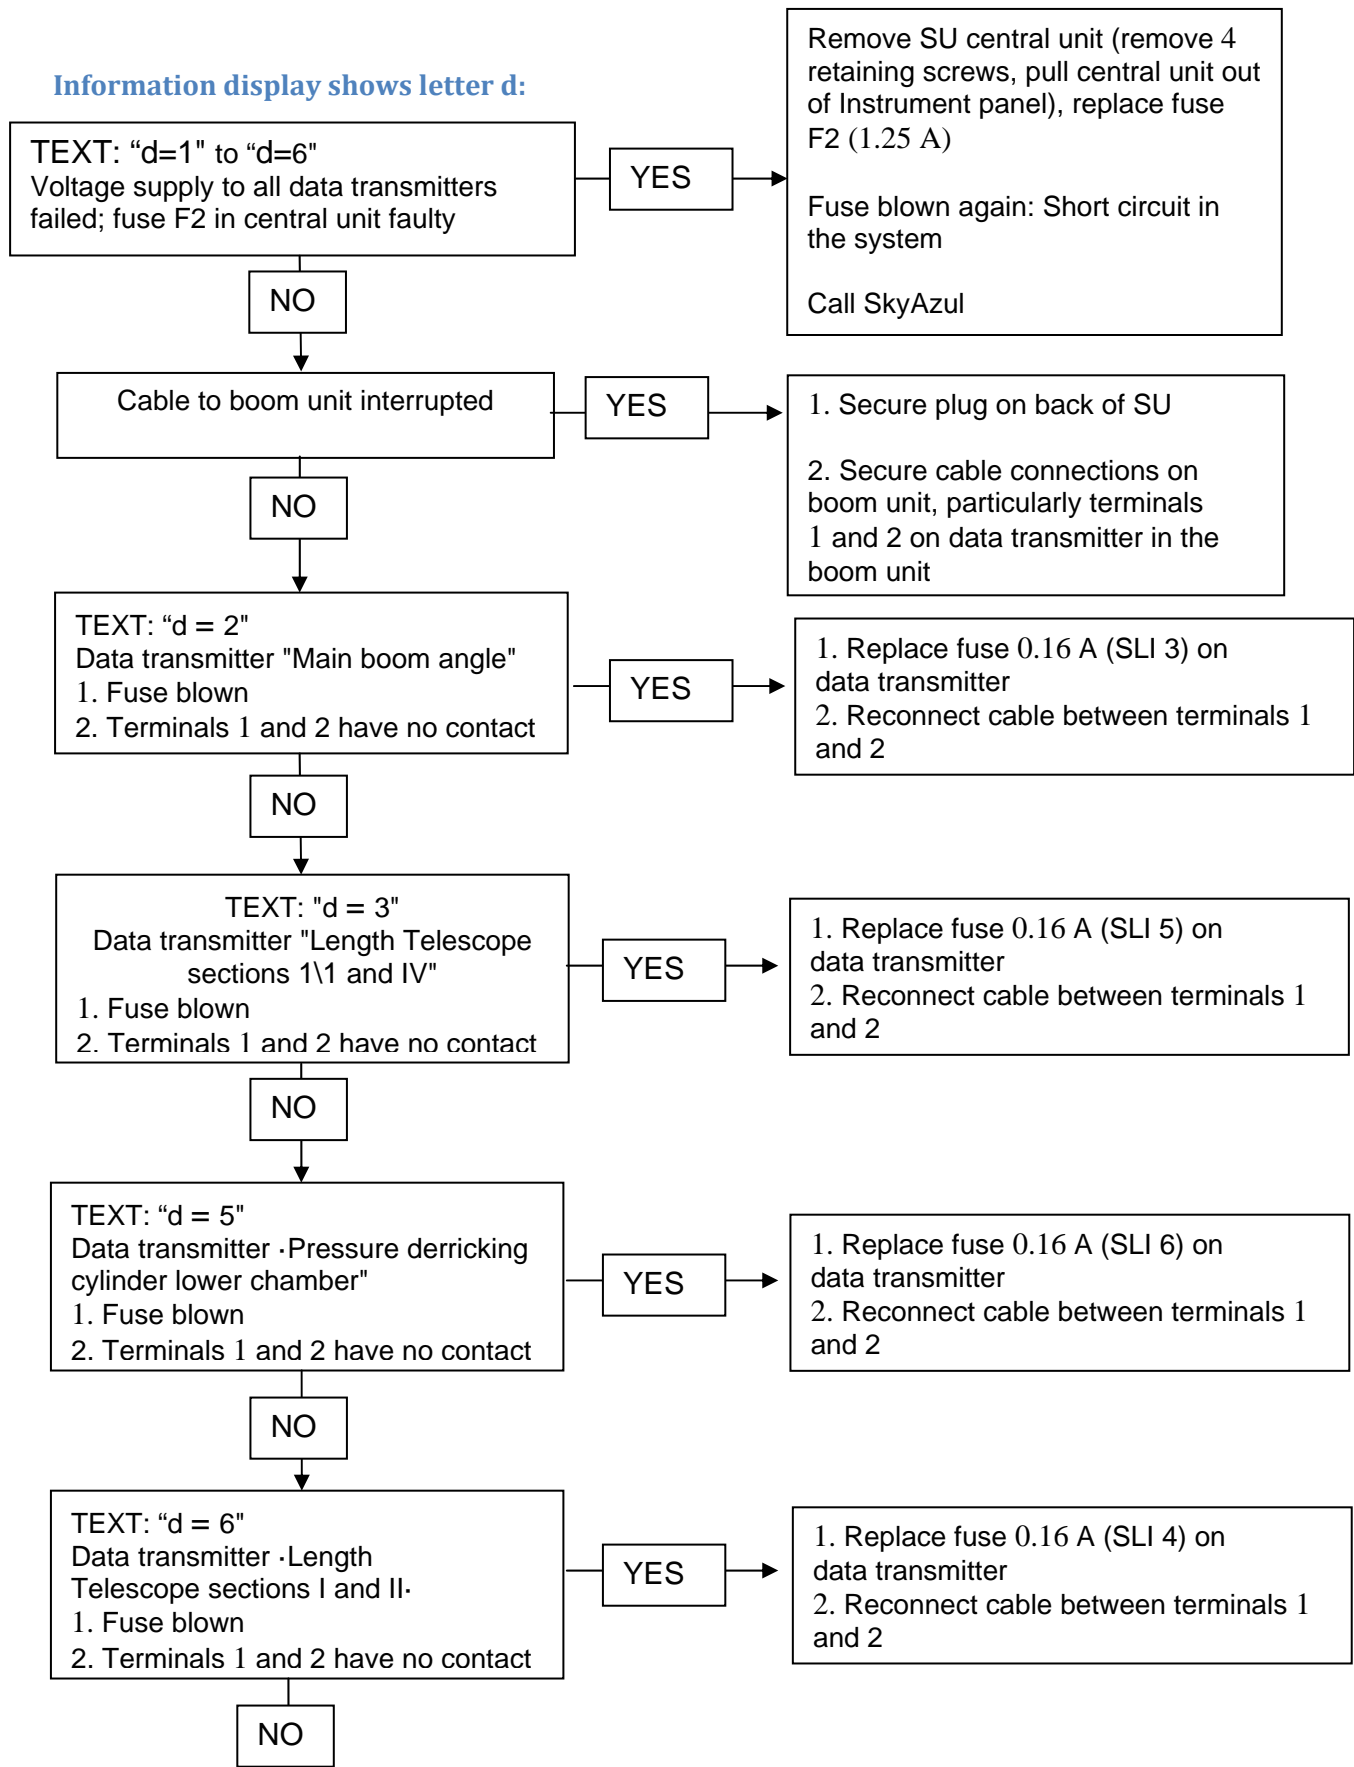 Information display shows letter d:
TEXT: “d=1" to “d=6"
Voltage supply to all data transmitters
failed; fuse F2 in central unit faulty
YES
Remove SU central unit (remove 4
retaining screws, pull central unit out
of Instrument panel), replace fuse
F2 (1.25 A)
Fuse blown again: Short circuit in
the system
Call SkyAzul
NO
Cable to boom unit interrupted
YES
1. Secure plug on back of SU
2. Secure cable connections on
boom unit, particularly terminals
1 and 2 on data transmitter in the
boom unit
NO
TEXT: “d = 2"
Data transmitter "Main boom angle"
1. Fuse blown
2. Terminals 1 and 2 have no contact
YES
1. Replace fuse 0.16 A (SLI 3) on
data transmitter
2. Reconnect cable between terminals 1
and 2
NO
TEXT: "d = 3"
Data transmitter "Length Telescope
sections 1\1 and IV"
1. Fuse blown
2. Terminals 1 and 2 have no contact
YES
1. Replace fuse 0.16 A (SLI 5) on
data transmitter
2. Reconnect cable between terminals 1
and 2
NO
TEXT: “d = 5"
Data transmitter ·Pressure derricking
cylinder lower chamber"
1. Fuse blown
2. Terminals 1 and 2 have no contact
YES
1. Replace fuse 0.16 A (SLI 6) on
data transmitter
2. Reconnect cable between terminals 1
and 2
NO
TEXT: “d = 6"
Data transmitter ·Length
Telescope sections I and II·
1. Fuse blown
2. Terminals 1 and 2 have no contact
YES
1. Replace fuse 0.16 A (SLI 4) on
data transmitter
2. Reconnect cable between terminals 1
and 2
NO